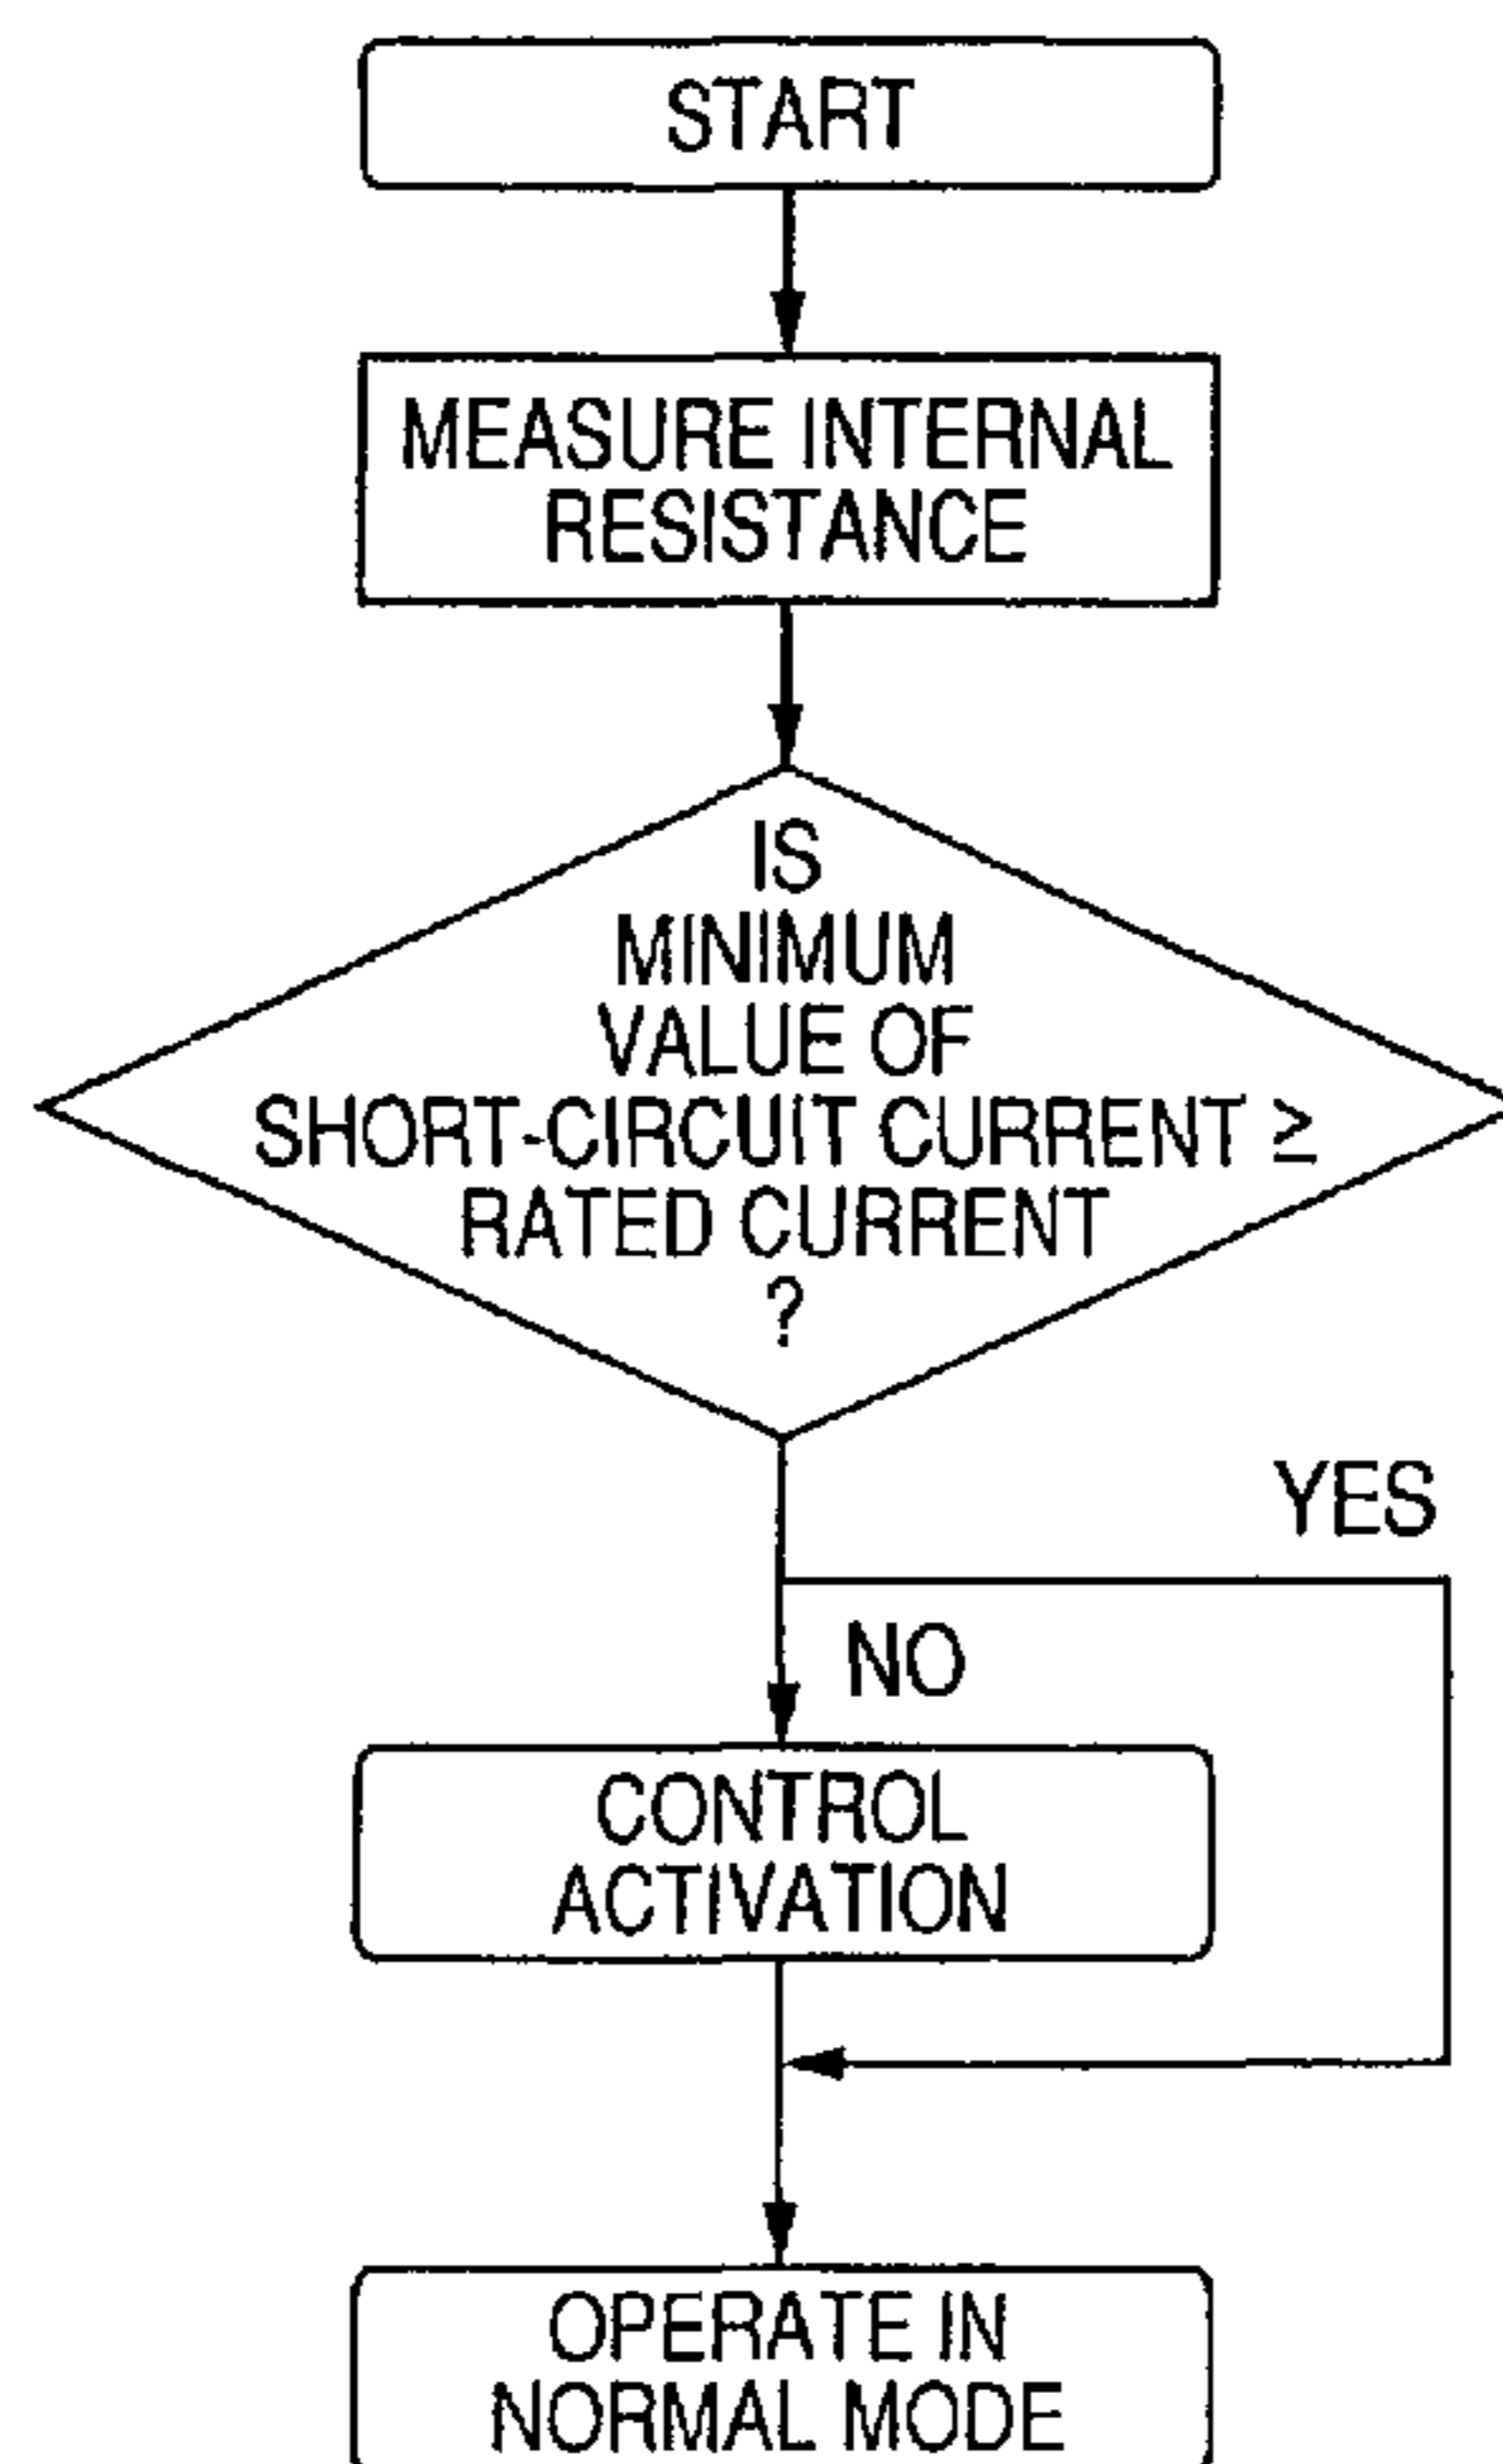 START
MEASURE INTERNAL
RESISTANCE
IS
MINIMUM
VALUE OF
SHORT-CIRCUIT CURRENT ≥
RATED CURRENT
?
YES
NO
CONTROL
ACTIVATION
OPERATE IN
NORMAL MODE